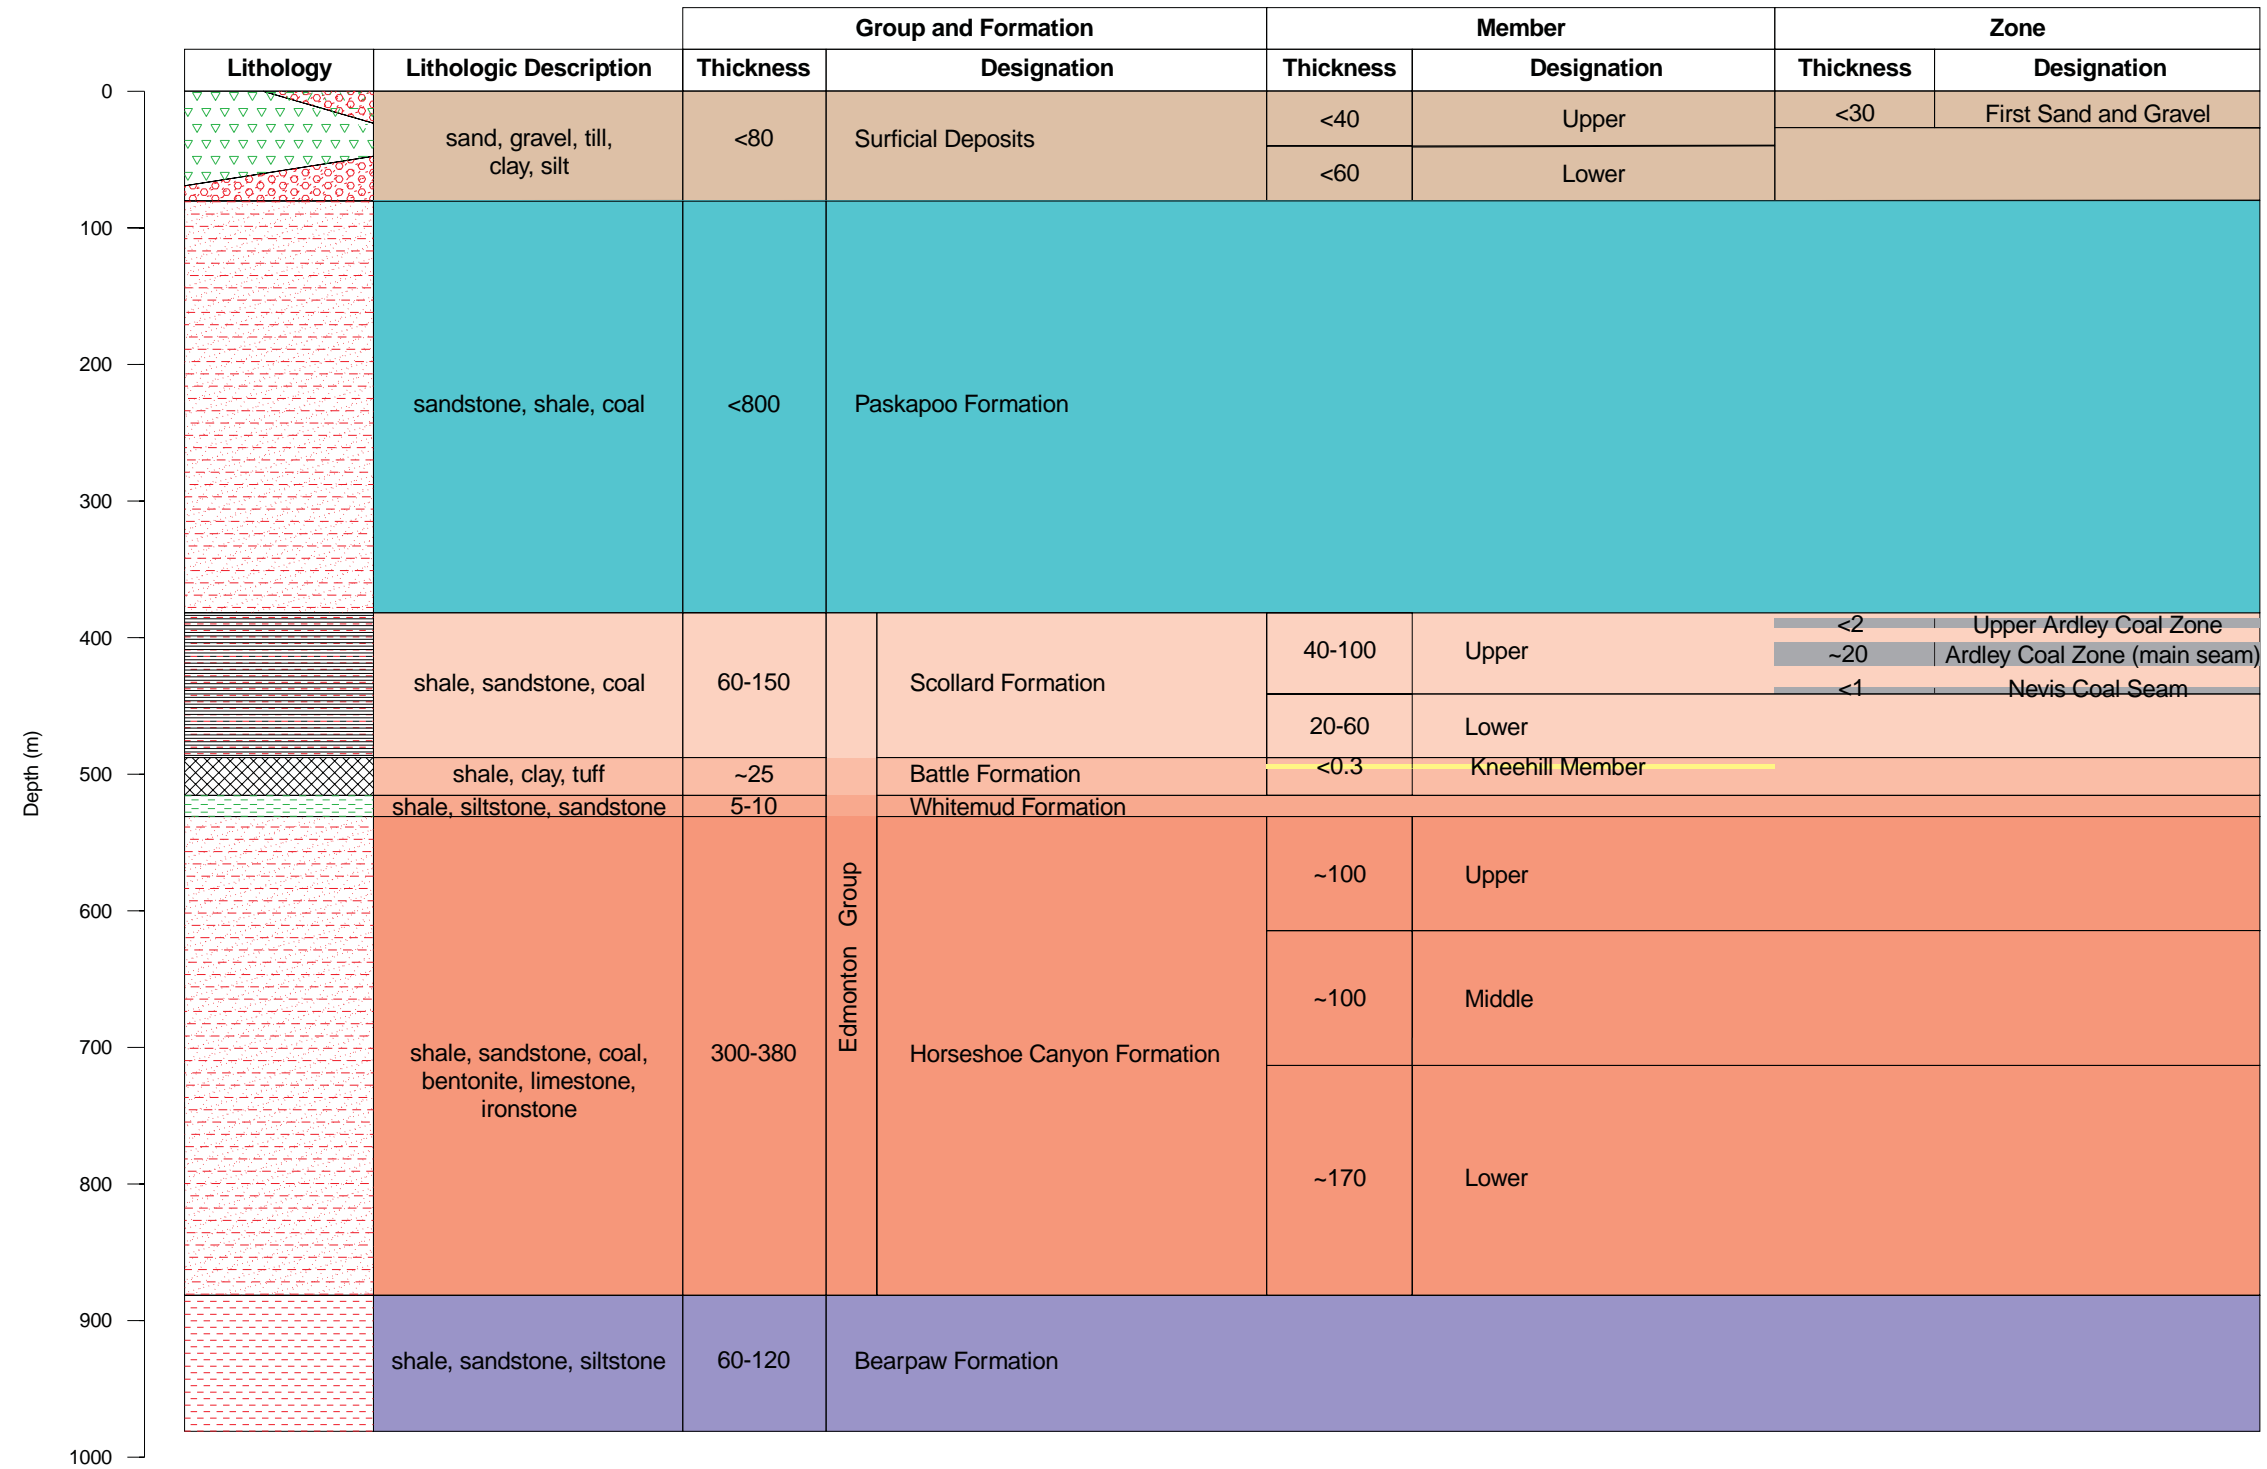 Group and Formation Member Zone
Lithology Lithologic Description Thickness Designation Thickness Designation Thickness Designation
0
<30 First Sand and Gravel
<40 Upper
sand, gravel, till,
clay, silt
<80 Surficial Deposits
<60 Lower
100
200
sandstone, shale, coal <800 Paskapoo Formation
300
400
<2 Upper Ardley Coal Zone
40-100 Upper
~20 Ardley Coal Zone (main seam)
shale, sandstone, coal 60-150 Scollard Formation
<1 Nevis Coal Seam
20-60 Lower
<0.3 Kneehill Member
500
shale, clay, tuff ~25 Battle Formation
shale, siltstone, sandstone 5-10 Whitemud Formation
Depth (m)
~100 Upper
600
Edmonton Group
~100 Middle
700
shale, sandstone, coal,
bentonite, limestone,
ironstone
300-380 Horseshoe Canyon Formation
~170 Lower
800
900
shale, sandstone, siltstone 60-120 Bearpaw Formation
1000